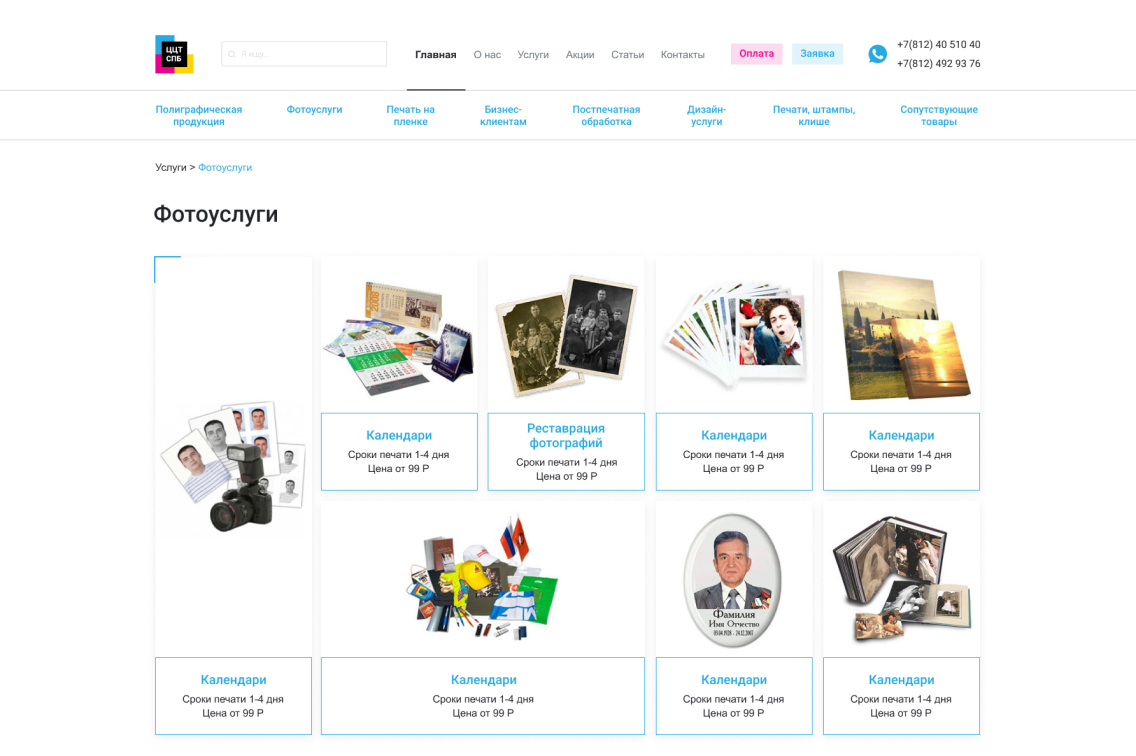 ЦЦТ
СПБ
Я ищу...
Главная
О нас
Услуги
Акции
Статьи
Контакты
Оплата
Заявка
+7(812) 40 510 40
+7(812) 492 93 76
Полиграфическая
продукция
Фотоуслуги
Печать на
пленке
Бизнес-
клиентам
Постпечатная
обработка
Дизайн-
услуги
Печати, штампы,
клише
Сопутствующие
товары
Услуги > Фотоуслуги
Фотоуслуги
Календари
Сроки печати 1-4 дня
Цена от 99 Р
Реставрация
фотографий
Сроки печати 1-4 дня
Цена от 99 Р
Календари
Сроки печати 1-4 дня
Цена от 99 Р
Календари
Сроки печати 1-4 дня
Цена от 99 Р
Фамилия
Имя Отчество
Календари
Сроки печати 1-4 дня
Цена от 99 Р
Календари
Сроки печати 1-4 дня
Цена от 99 Р
Календари
Сроки печати 1-4 дня
Цена от 99 Р
Календари
Сроки печати 1-4 дня
Цена от 99 Р